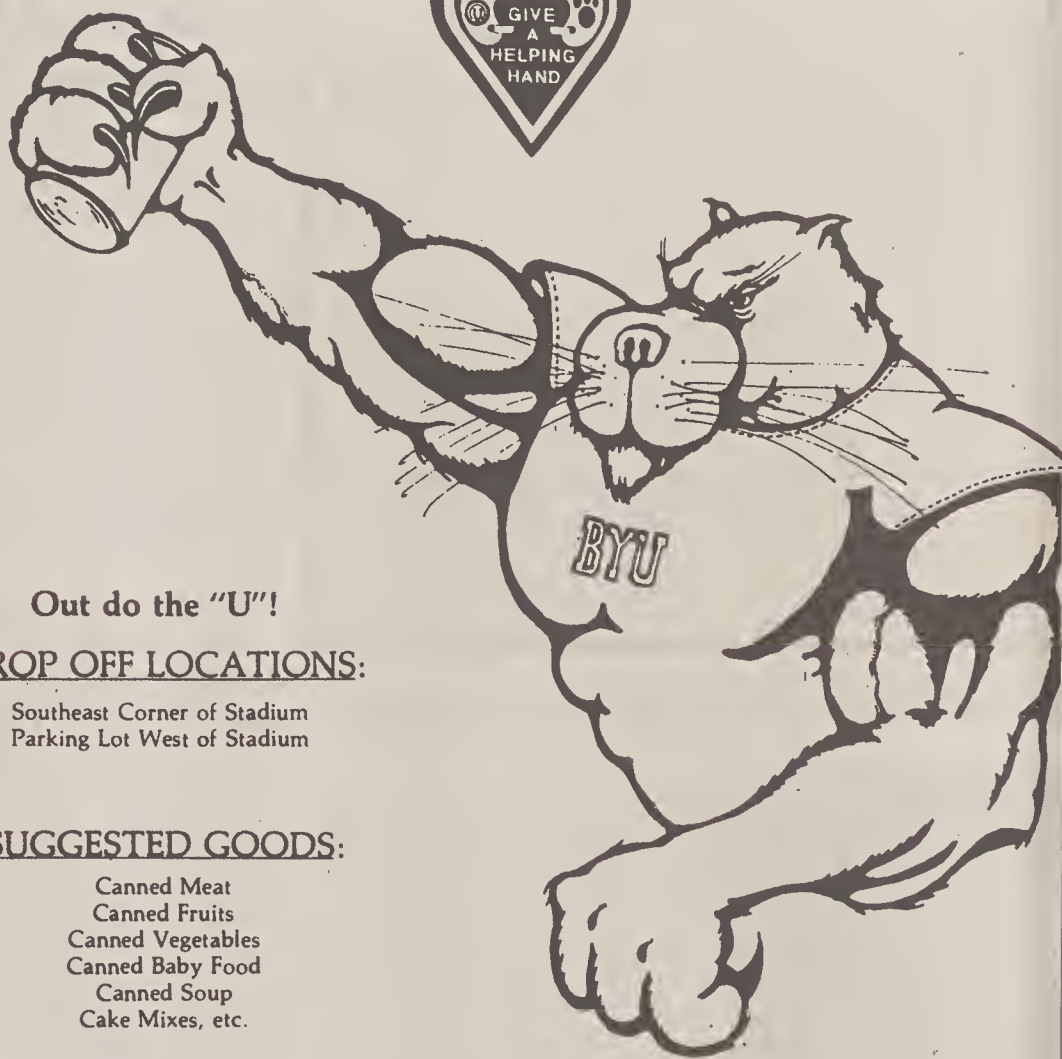 GIVE
A
HELPING
HAND
BYU
Out do the "U"!
ROP OFF LOCATIONS:
Southeast Corner of Stadium
Parking Lot West of Stadium
SUGGESTED GOODS:
Canned Meat
Canned Fruits
Canned Vegetables
Canned Baby Food
Canned Soup
Cake Mixes, etc.